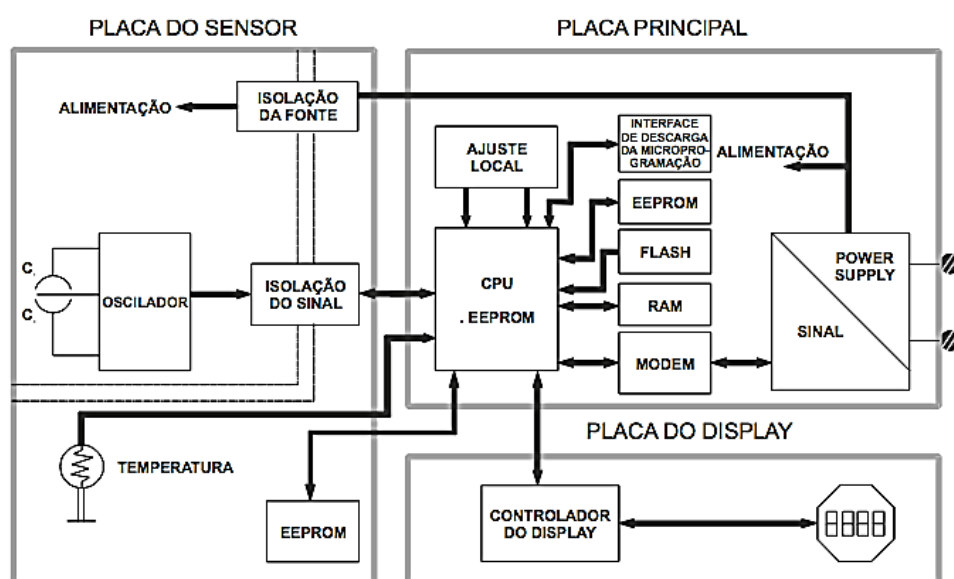 PLACA DO SENSOR
PLACA PRINCIPAL
ALIMENTAÇÃO
ISOLAÇÃO
DA FONTE
AJUSTE
LOCAL
INTERFACE
DE DESCARGA
DA MICROPRO-
GRAMAÇÃO
ALIMENTAÇÃO
EEPROM
FLASH
RAM
MODEM
CPU
. EEPROM
POWER
SUPPLY
SINAL
C
C
OSCILADOR
ISOLAÇÃO
DO SINAL
TEMPERATURA
EEPROM
PLACA DO DISPLAY
CONTROLADOR
DO DISPLAY
8888